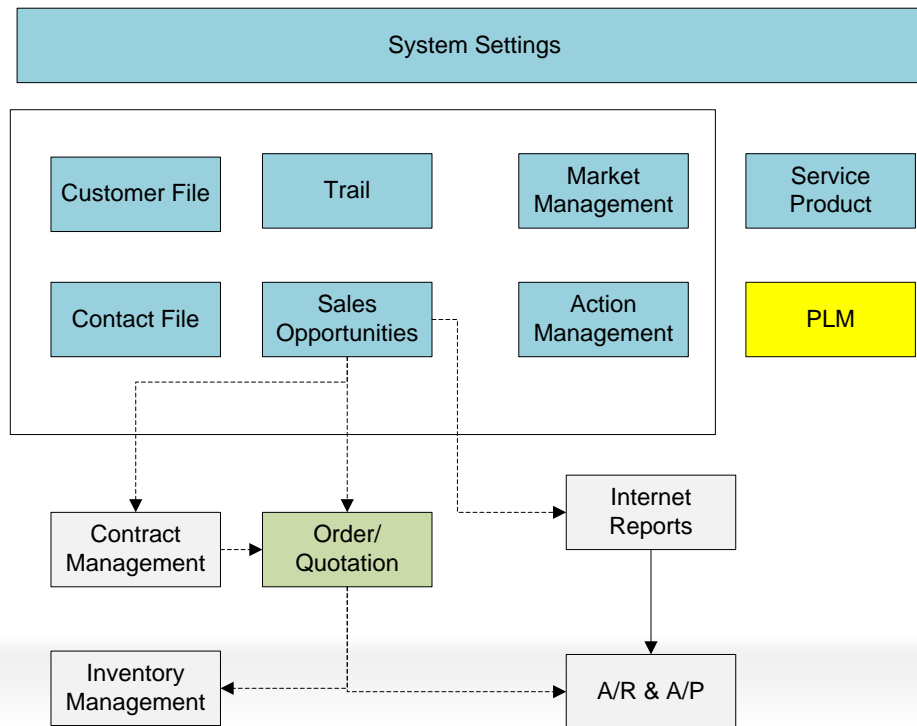 System Settings
Customer File
Trail
Market
Management
Service
Product
Contact File
Sales
Opportunities
Action
Management
PLM
Contract
Management
Order/
Quotation
Internet
Reports
Inventory
Management
A/R & A/P